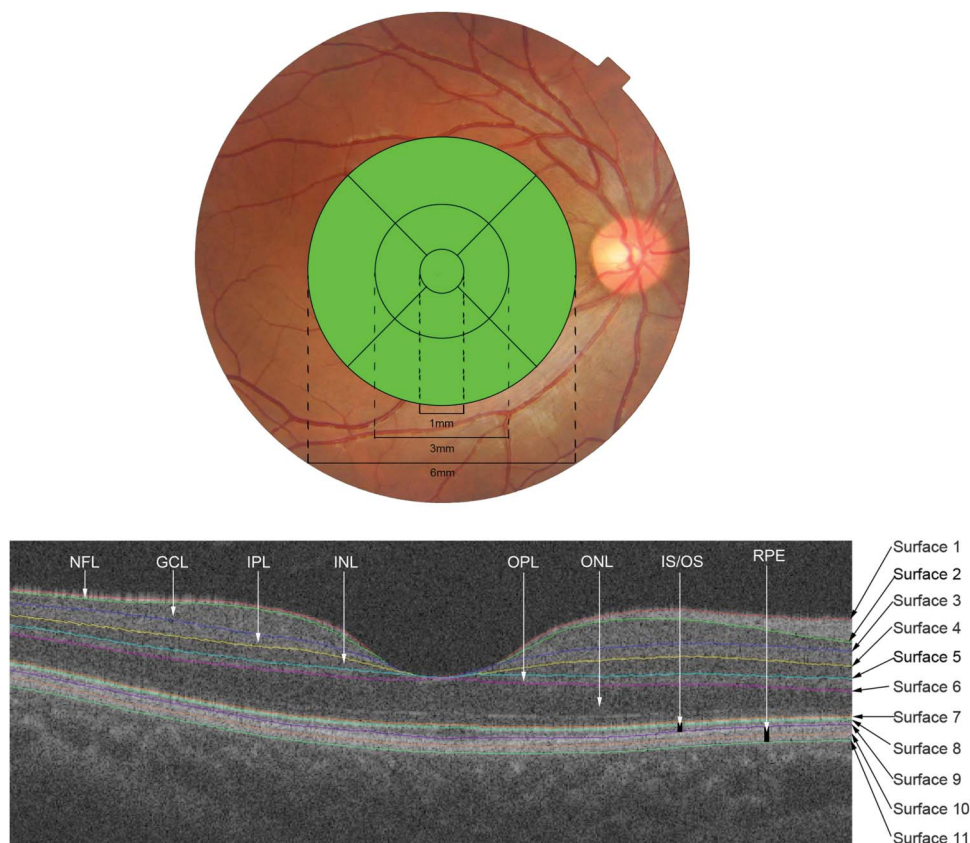 1mm
3mm
6mm
NFL
GCL
IPL
INL
OPL
ONL
IS/OS
RPE
Surface 1
Surface 2
Surface 3
Surface 4
Surface 5
Surface 6
Surface 7
Surface 8
Surface 9
Surface 10
Surface 11